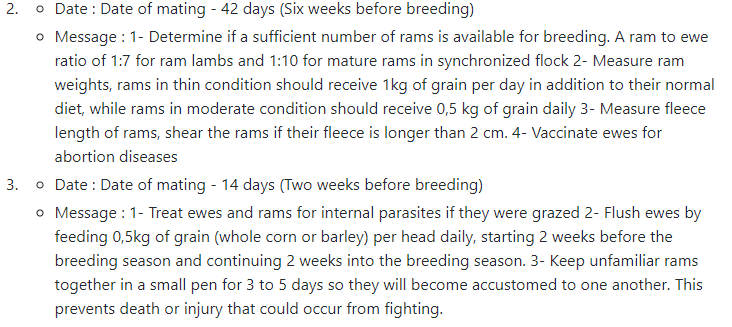 2. ○ Date : Date of mating - 42 days (Six weeks before breeding)
○ Message : 1- Determine if a sufficient number of rams is available for breeding. A ram to ewe
ratio of 1:7 for ram lambs and 1:10 for mature rams in synchronized flock 2- Measure ram
weights, rams in thin condition should receive 1kg of grain per day in addition to their normal
diet, while rams in moderate condition should receive 0,5 kg of grain daily 3- Measure fleece
length of rams, shear the rams if their fleece is longer than 2 cm. 4- Vaccinate ewes for
abortion diseases
3. ○ Date : Date of mating - 14 days (Two weeks before breeding)
○ Message : 1- Treat ewes and rams for internal parasites if they were grazed 2- Flush ewes by
feeding 0,5kg of grain (whole corn or barley) per head daily, starting 2 weeks before the
breeding season and continuing 2 weeks into the breeding season. 3- Keep unfamiliar rams
together in a small pen for 3 to 5 days so they will become accustomed to one another. This
prevents death or injury that could occur from fighting.